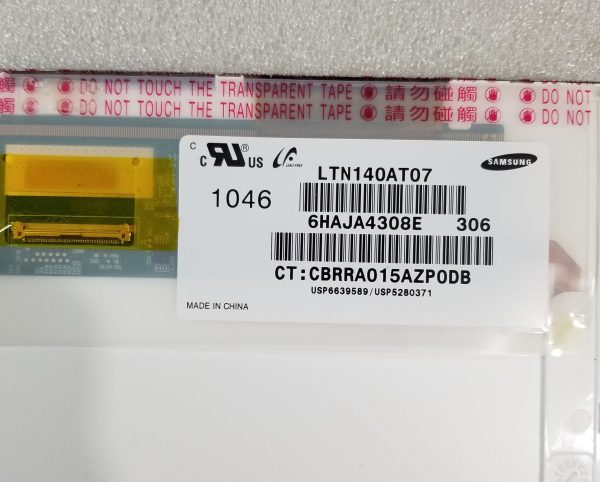 DO NOT TOUCH THE TRANSPARENT TAPE 請勿碰觸 DO NOT
DO NOT TOUCH THE TRANSPARENT TAPE 請勿碰觸 DO NOT
C
C US
LTN140AT07
SAMSUNG
1046
6HAJA4308E 306
CT:CBRRA015AZP0DB
USP6639589/USP5280371
MADE IN CHINA